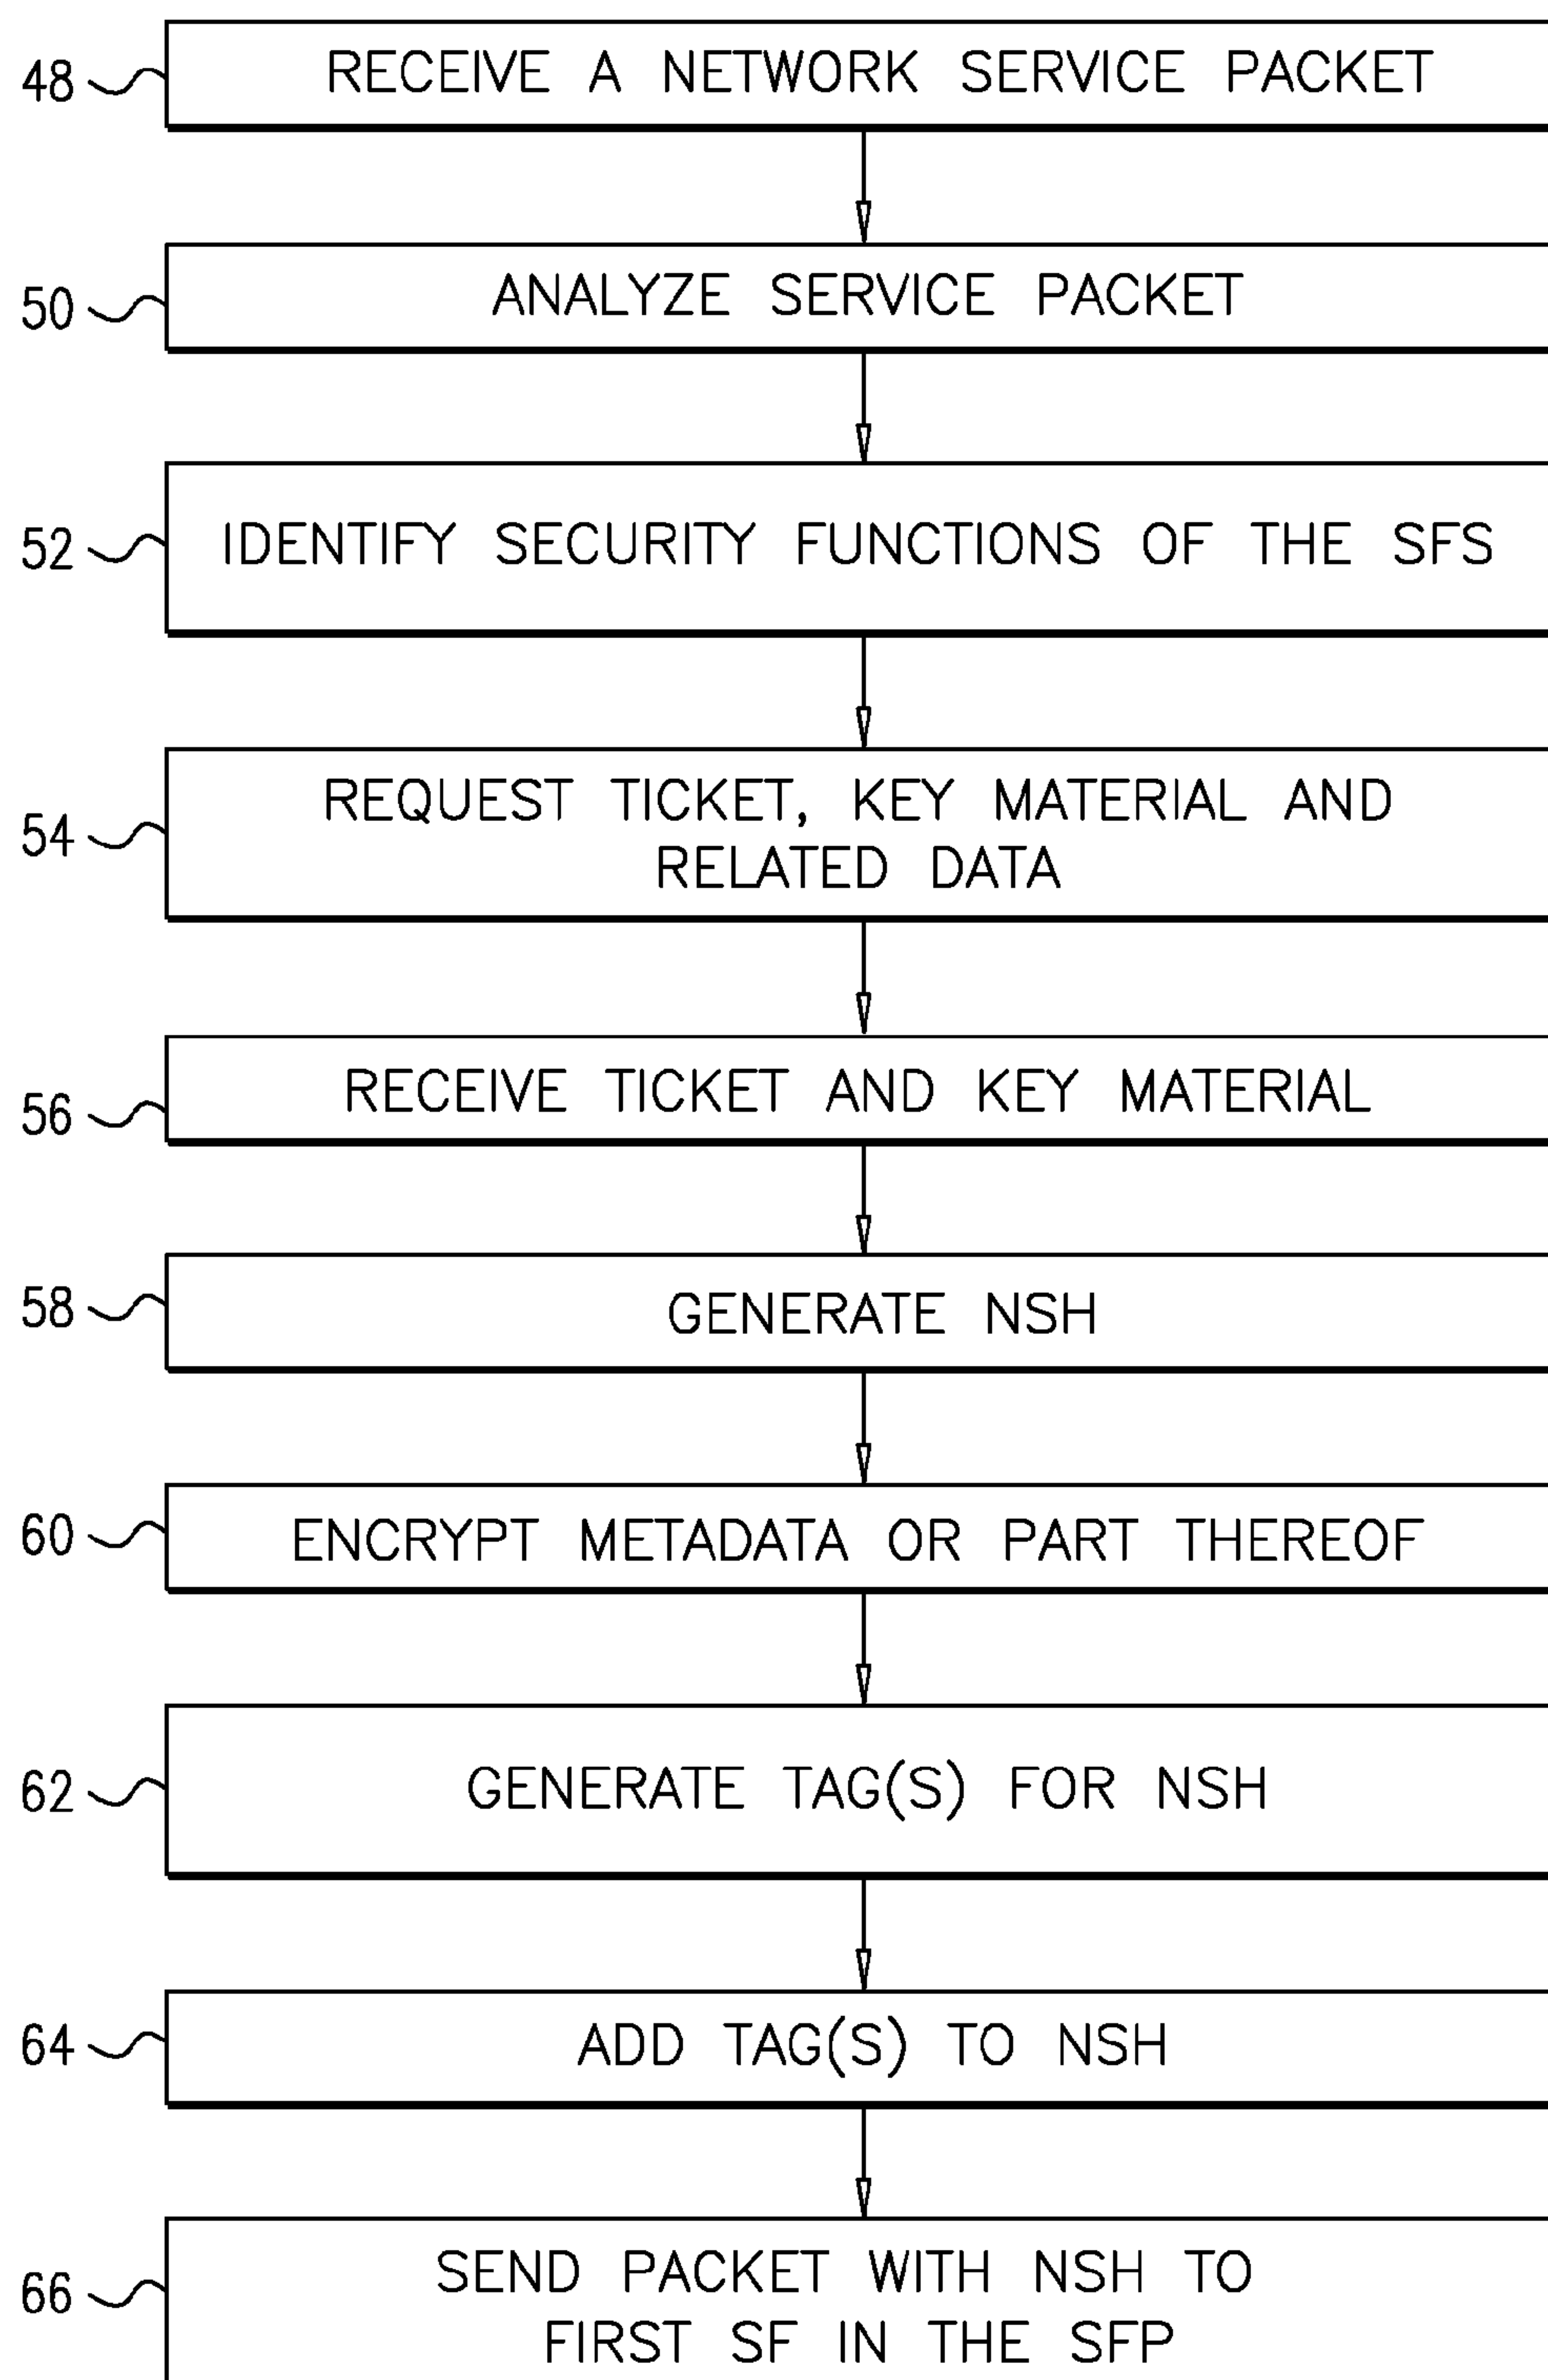 48 RECEIVE A NETWORK SERVICE PACKET
50 ANALYZE SERVICE PACKET
52 IDENTIFY SECURITY FUNCTIONS OF THE SFS
54 REQUEST TICKET, KEY MATERIAL AND
RELATED DATA
56 RECEIVE TICKET AND KEY MATERIAL
58 GENERATE NSH
60 ENCRYPT METADATA OR PART THEREOF
62 GENERATE TAG(S) FOR NSH
64 ADD TAG(S) TO NSH
66 SEND PACKET WITH NSH TO
FIRST SF IN THE SFP